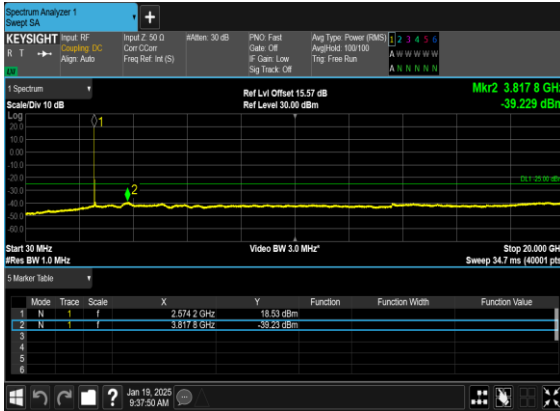 Spectrum Analyzer 1
Swept SA
+
KEYSIGHT
R T
LXI
Input: RF
Coupling: DC
Align: Auto
Input Z: 50 Ω
Corr CCorr
Freq Ref: Int (S)
#Atten: 30 dB
PNO: Fast
Gate: Off
IF Gain: Low
Sig Track: Off
Avg Type: Power (RMS)
Avg|Hold: 100/100
Trig: Free Run
1 2 3 4 5 6
A W W W W W
A N N N N N
1 Spectrum
Scale/Div 10 dB
Ref Lvl Offset 15.57 dB
Ref Level 30.00 dBm
Mkr2 3.817 8 GHz
-39.229 dBm
Log
20.0
10.0
0.00
-10.0
-20.0
-30.0
-40.0
-50.0
-60.0
1
2
DL1 -25.00 dBm
Start 30 MHz
#Res BW 1.0 MHz
Video BW 3.0 MHz*
Stop 20.000 GHz
Sweep 34.7 ms (40001 pts)
5 Marker Table
Mode Trace Scale X Y Function Function Width Function Value
1 N 1 f 2.574 2 GHz 18.53 dBm
2 N 1 f 3.817 8 GHz -39.23 dBm
3
4
5
6
?
Jan 19, 2025
9:37:50 AM